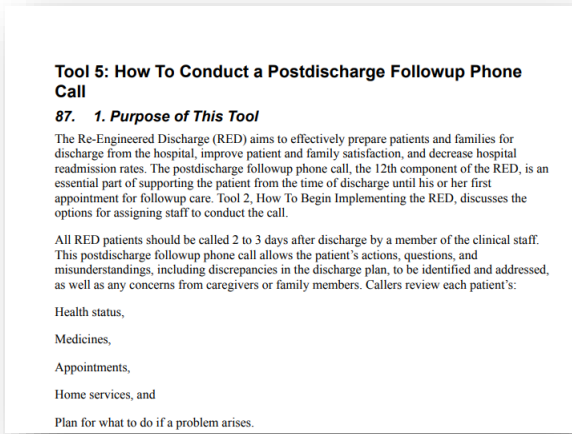 Tool 5: How To Conduct a Postdischarge Followup Phone
Call
87. 1. Purpose of This Tool
The Re-Engineered Discharge (RED) aims to effectively prepare patients and families for
discharge from the hospital, improve patient and family satisfaction, and decrease hospital
readmission rates. The postdischarge followup phone call, the 12th component of the RED, is an
essential part of supporting the patient from the time of discharge until his or her first
appointment for followup care. Tool 2, How To Begin Implementing the RED, discusses the
options for assigning staff to conduct the call.
All RED patients should be called 2 to 3 days after discharge by a member of the clinical staff.
This postdischarge followup phone call allows the patient's actions, questions, and
misunderstandings, including discrepancies in the discharge plan, to be identified and addressed,
as well as any concerns from caregivers or family members. Callers review each patient's:
Health status,
Medicines,
Appointments,
Home services, and
Plan for what to do if a problem arises.